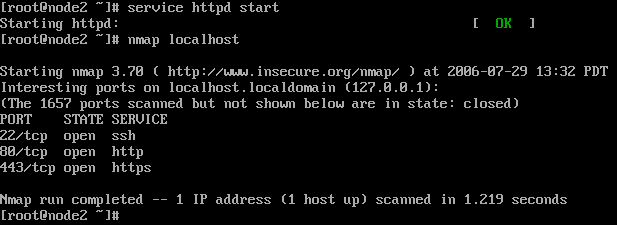 [root@node2 ~]# service httpd start
Starting httpd: [ OK ]
[root@node2 ~]# nmap localhost
Starting nmap 3.70 ( http://www.insecure.org/nmap/ ) at 2006-07-29 13:32 PDT
Interesting ports on localhost.localdomain (127.0.0.1):
(The 1657 ports scanned but not shown below are in state: closed)
PORT STATE SERVICE
22/tcp open ssh
80/tcp open http
443/tcp open https
Nmap run completed -- 1 IP address (1 host up) scanned in 1.219 seconds
[root@node2 ~]#